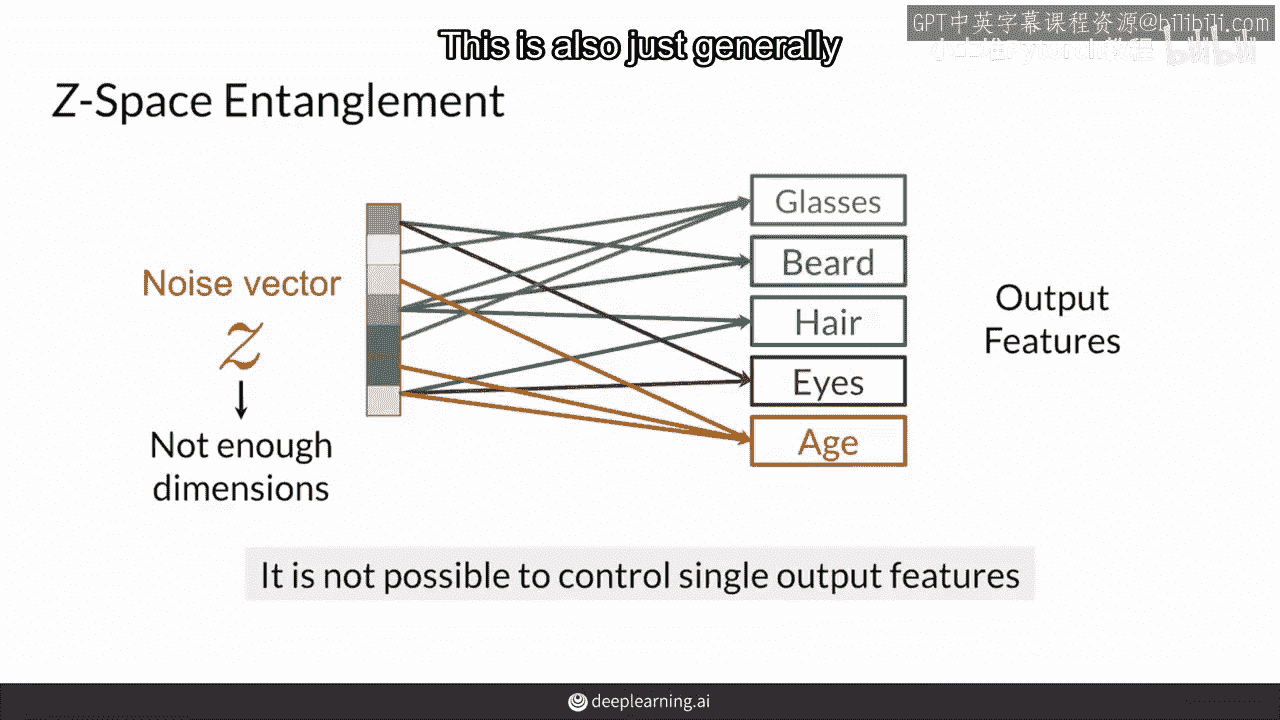 GPT中英字幕课程资源@bilibili.com
This is also just generally
bilibili
Z-Space Entanglement
Glasses
Beard
Hair
Eyes
Age
Noise vector
z
Not enough
dimensions
Output
Features
It is not possible to control single output features
deeplearning.ai